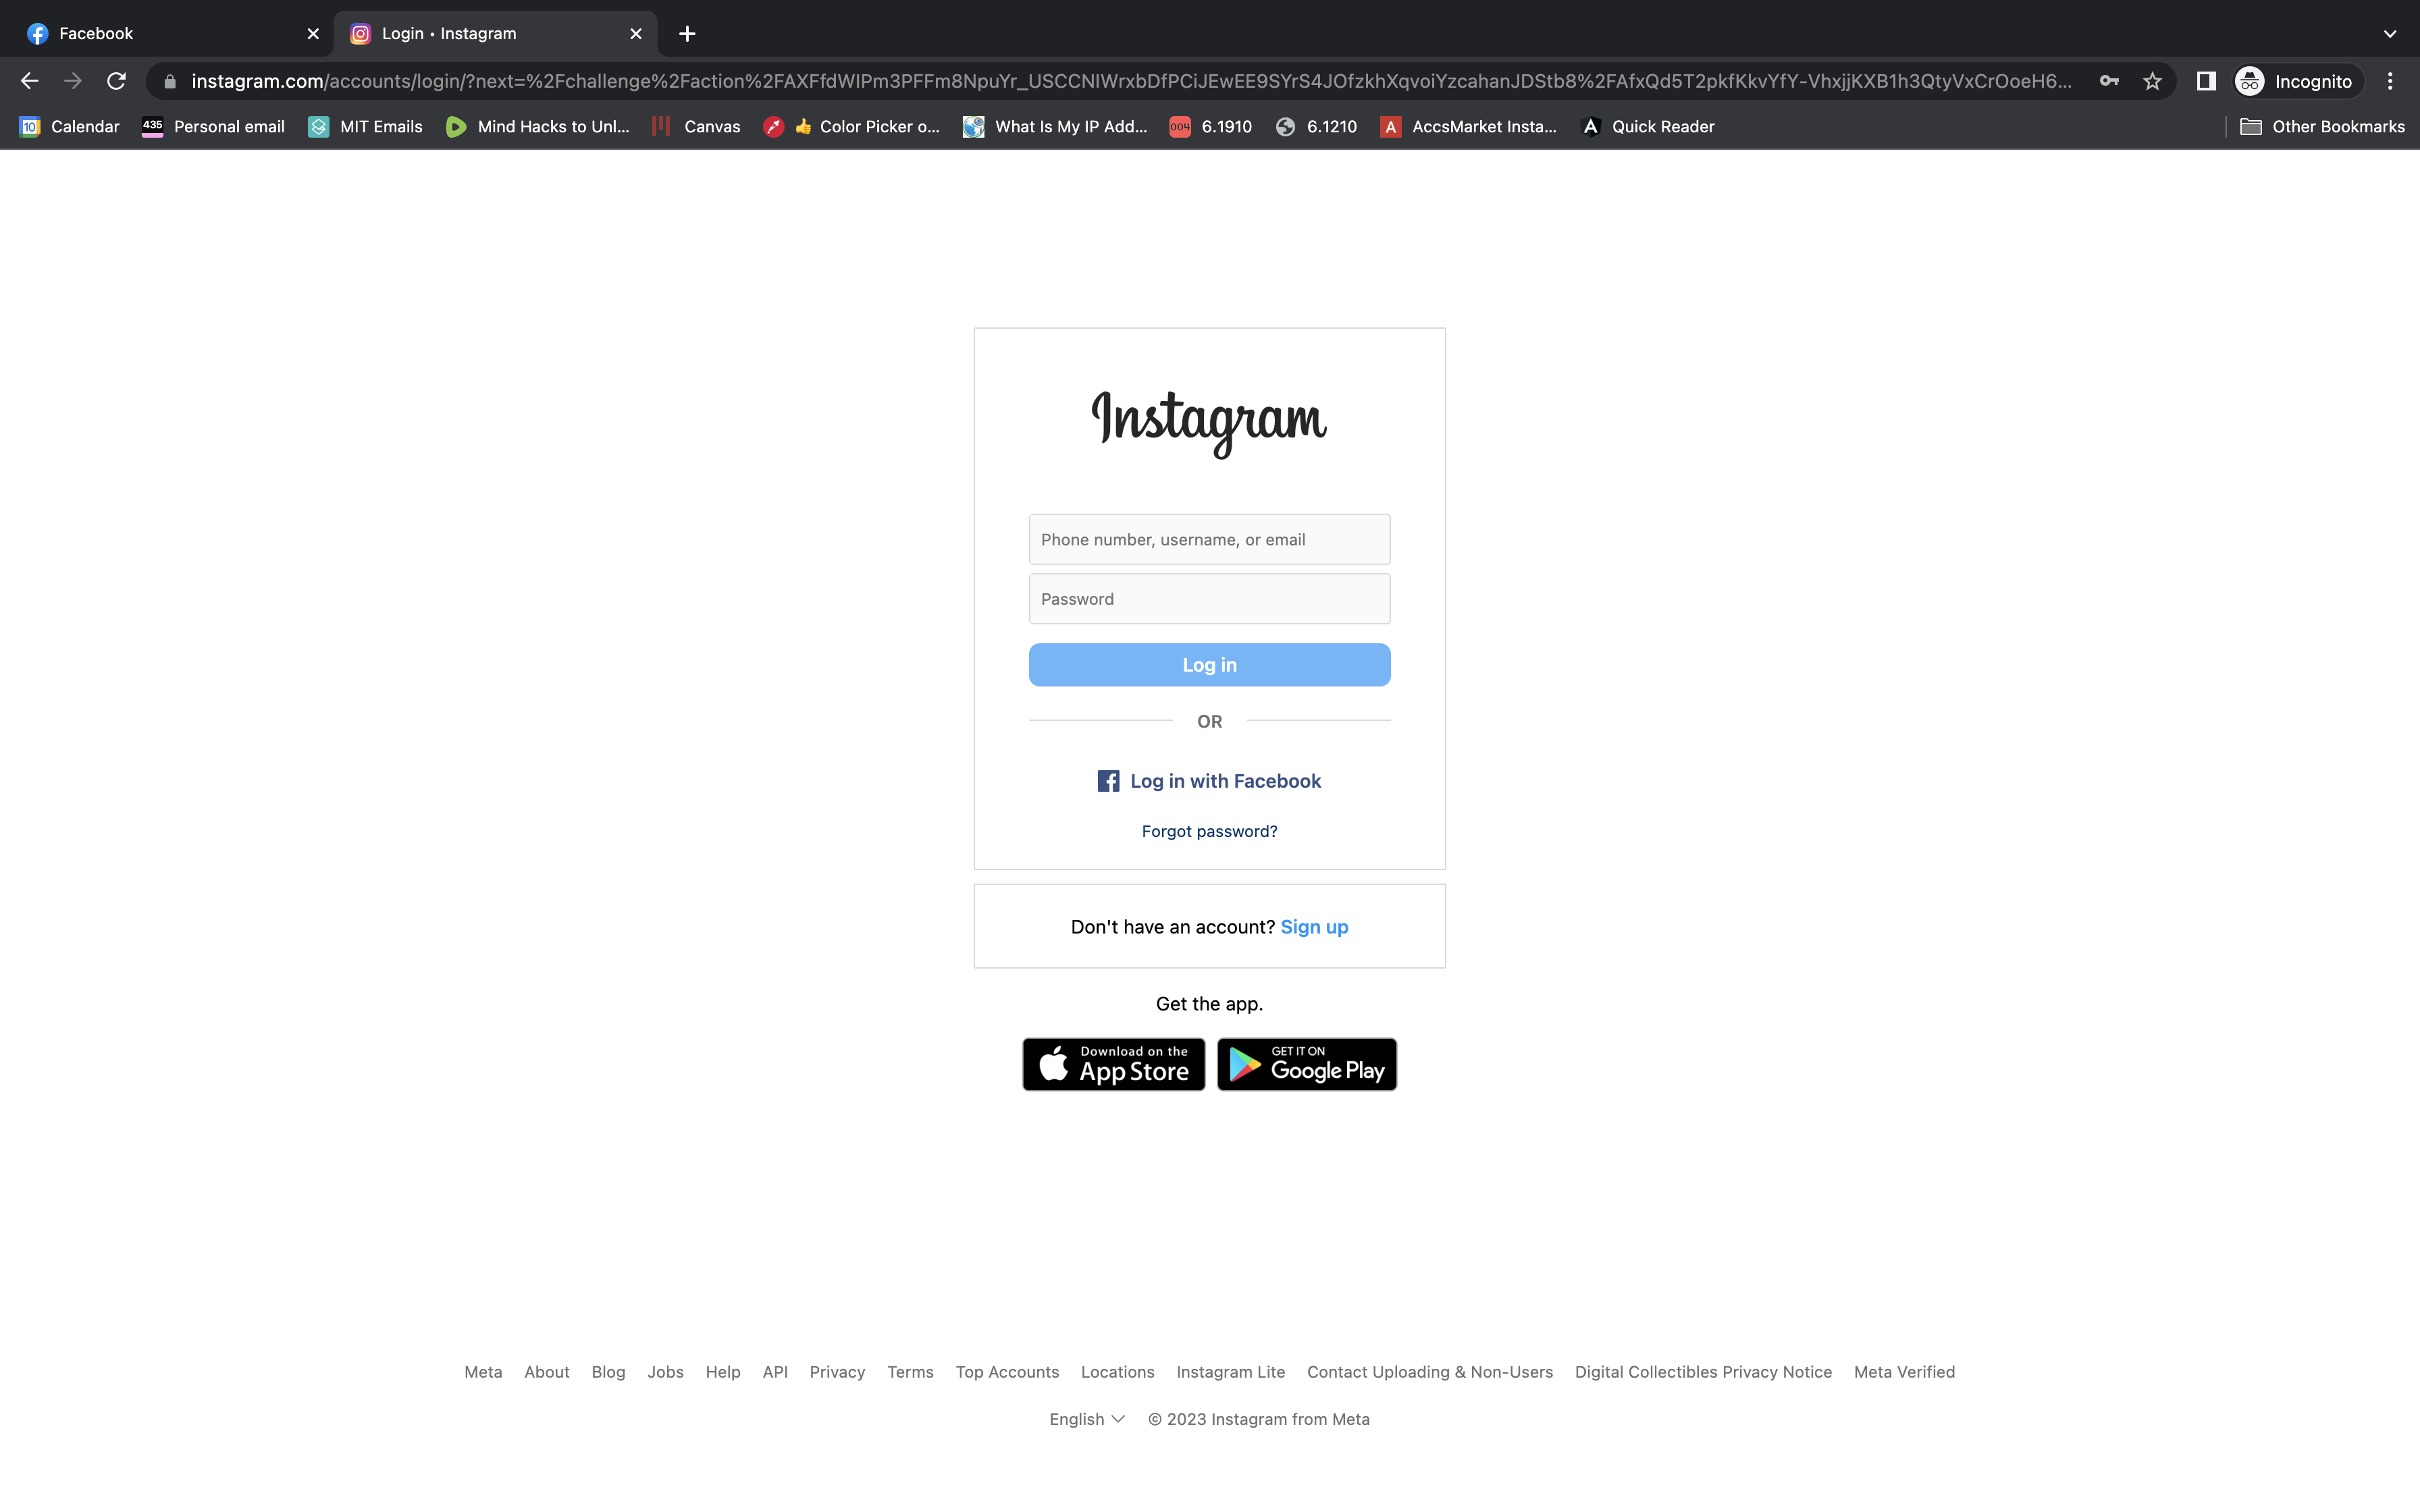 Facebook
Login • Instagram
instagram.com/accounts/login/?next=%2Fchallenge%2Faction%2FAXFfdWIPm3PFFm8NpuYr_USCCNIWrxbDfPCiJEwEE9SYrS4JOfzkhXqvoiYzcahanJDStb8%2FAfxQd5T2pkfKkvYfY-VhxjjKXB1h3QtyVxCrOoeH6...
Incognito
10 Calendar
435 Personal email
MIT Emails
Mind Hacks to Unl...
Canvas
👍 Color Picker o...
What Is My IP Add...
004 6.1910
6.1210
A AccsMarket Insta...
A Quick Reader
Other Bookmarks
Instagram
Phone number, username, or email
Password
Log in
OR
Log in with Facebook
Forgot password?
Don't have an account? Sign up
Get the app.
Download on the
App Store
GET IT ON
Google Play
Meta About Blog Jobs Help API Privacy Terms Top Accounts Locations Instagram Lite Contact Uploading & Non-Users Digital Collectibles Privacy Notice Meta Verified
English © 2023 Instagram from Meta